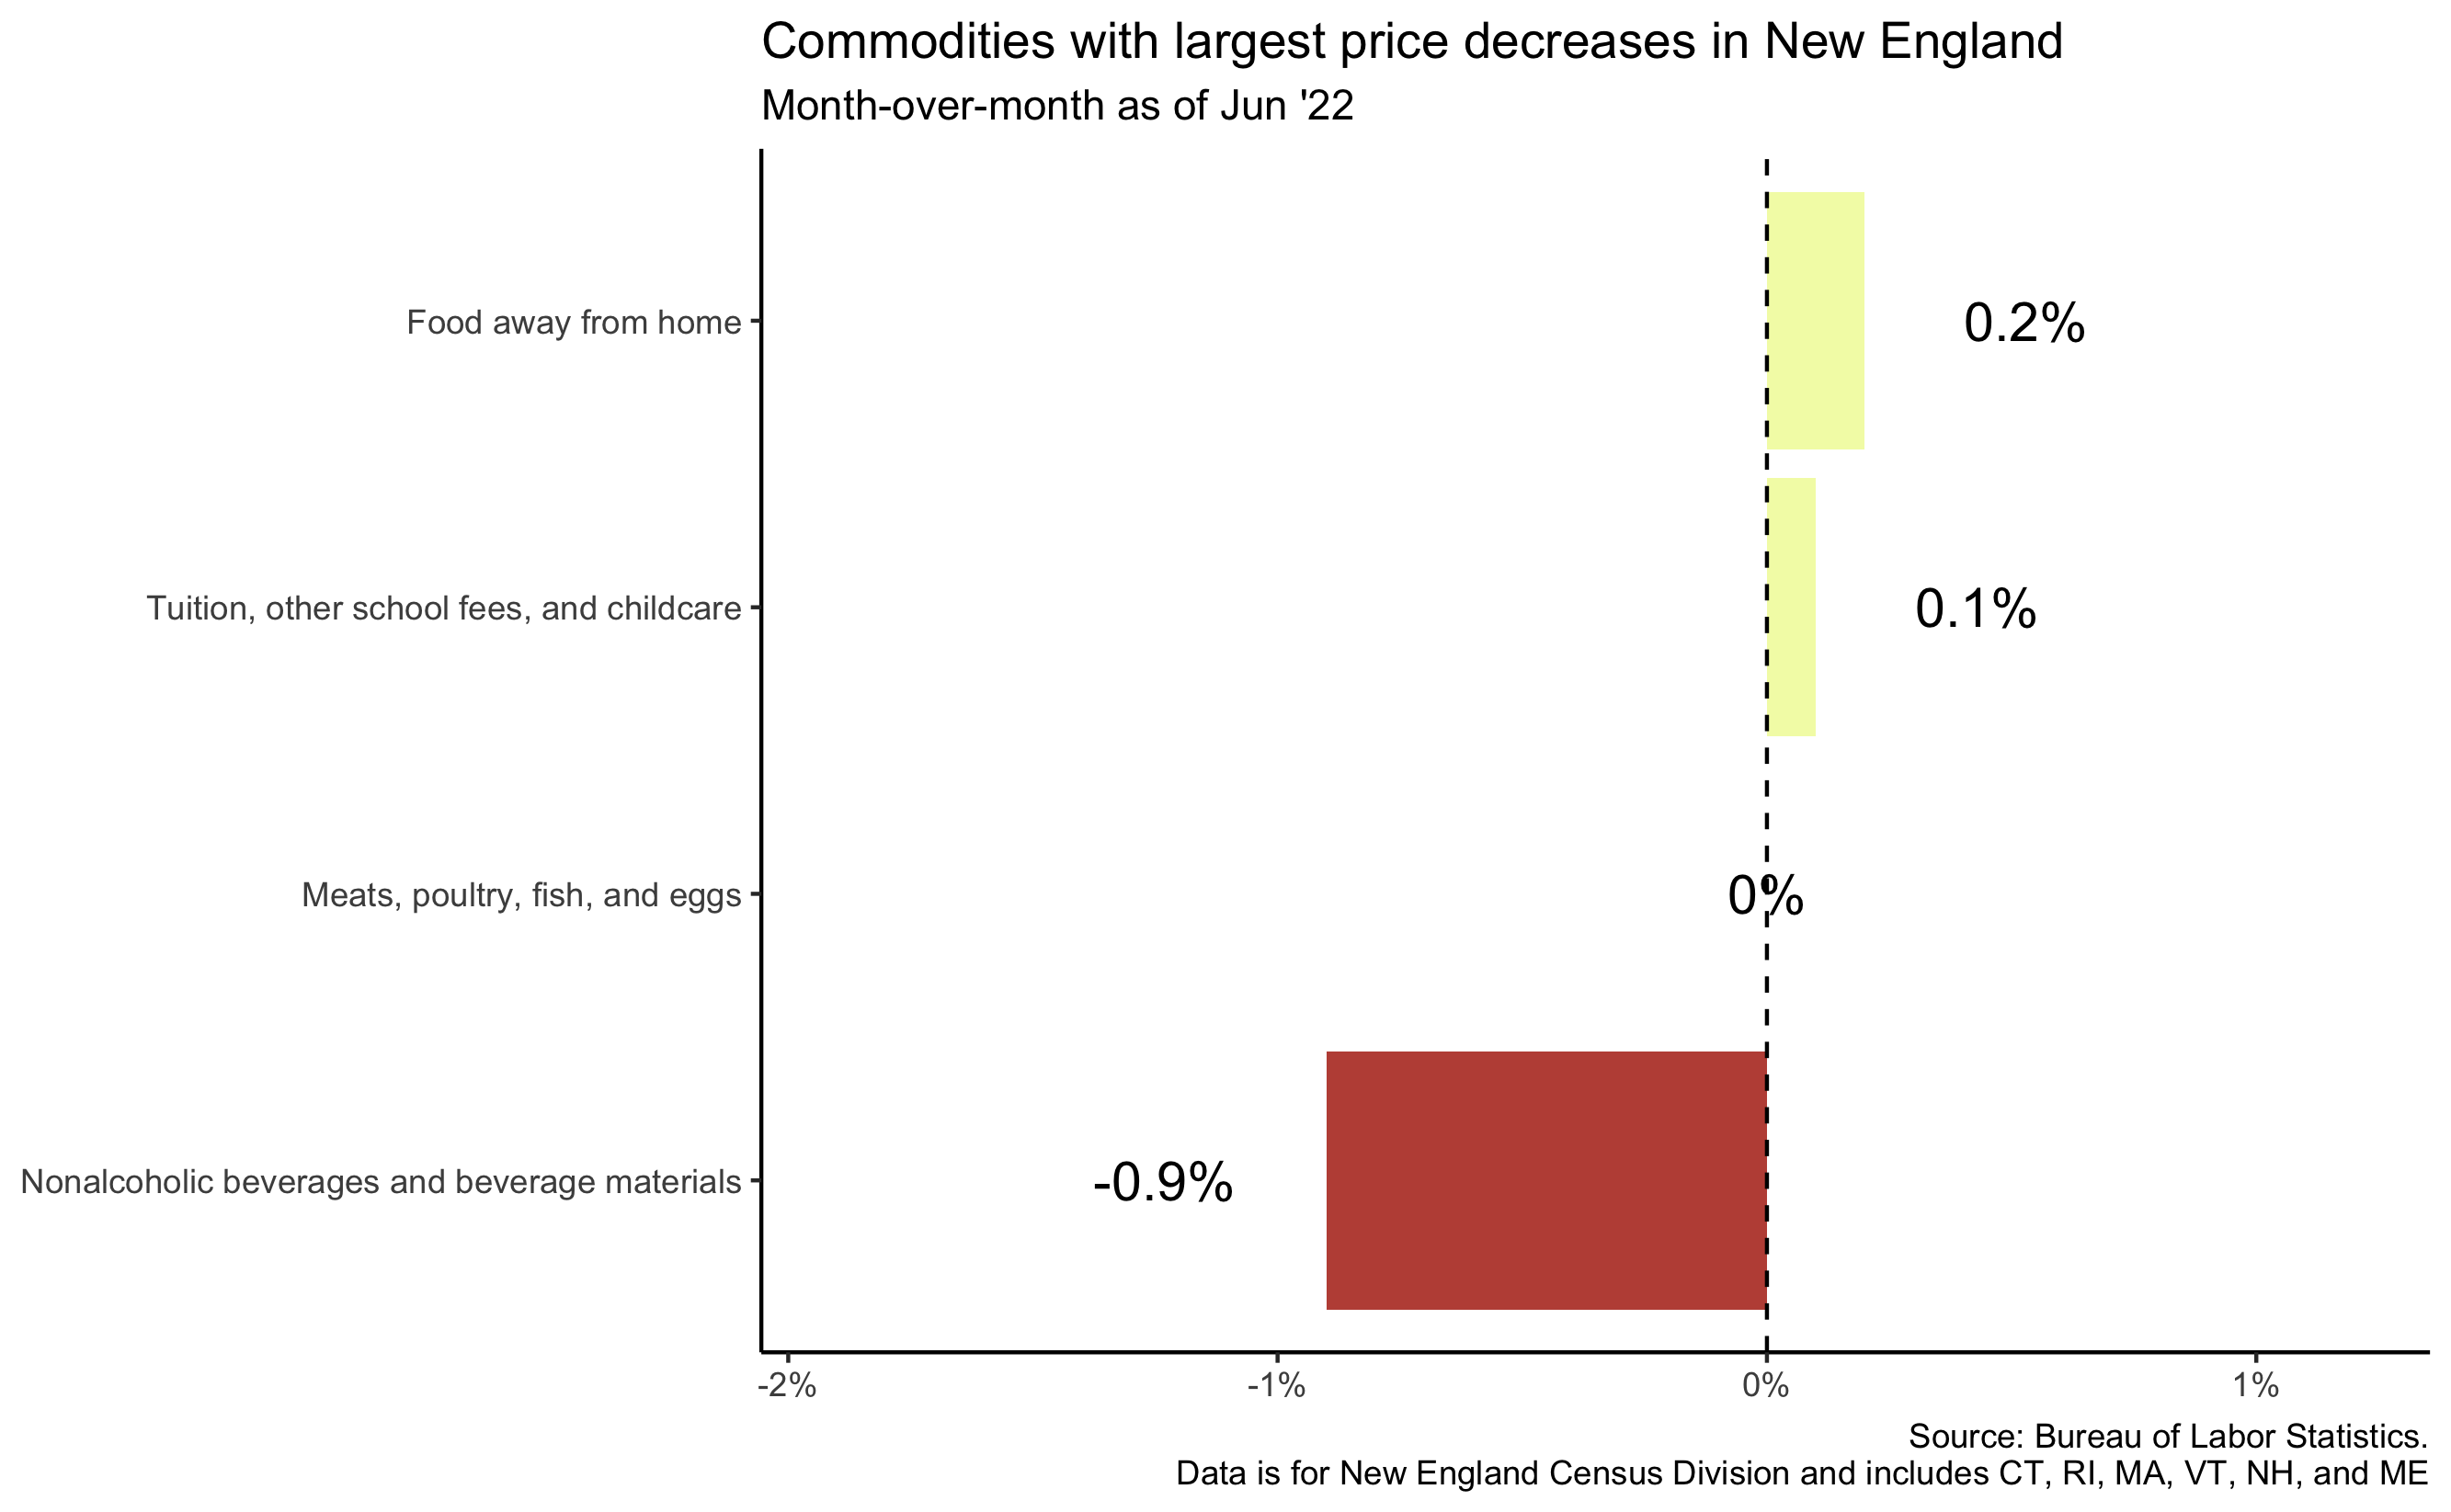 Commodities with largest price decreases in New England
Month-over-month as of Jun '22
Food away from home
0.2%
Tuition, other school fees, and childcare
0.1%
Meats, poultry, fish, and eggs
0%
Nonalcoholic beverages and beverage materials
-0.9%
-2%
-1%
0%
1%
Source: Bureau of Labor Statistics.
Data is for New England Census Division and includes CT, RI, MA, VT, NH, and ME